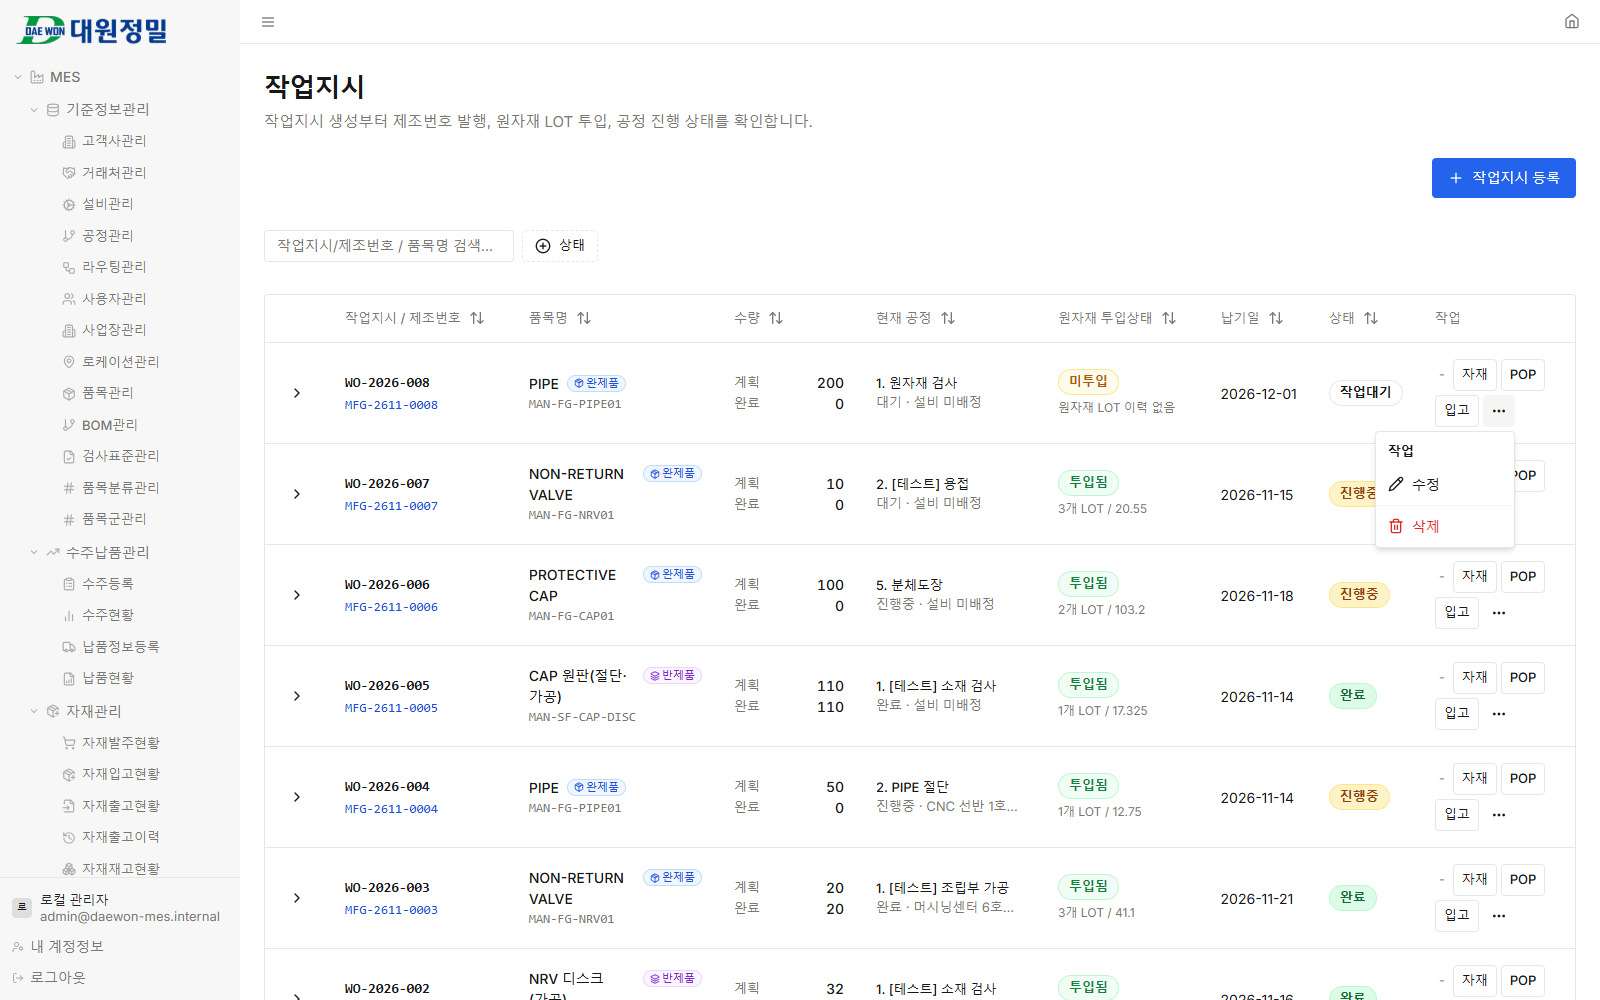 DAE WON 대원정밀
MES
기준정보관리
고객사관리
거래처관리
설비관리
공정관리
라우팅관리
사용자관리
사업장관리
로케이션관리
품목관리
BOM관리
검사표준관리
품목분류관리
품목군관리
수주납품관리
수주등록
수주현황
납품정보등록
납품현황
자재관리
자재발주현황
자재입고현황
자재출고현황
자재출고이력
자재재고현황
로
로컬 관리자
admin@daewon-mes.internal
내 계정정보
로그아웃
작업지시
작업지시 생성부터 제조번호 발행, 원자재 LOT 투입, 공정 진행 상태를 확인합니다.
작업지시 등록
작업지시/제조번호 / 품목명 검색...
상태
작업지시 / 제조번호 품목명 수량 현재 공정 원자재 투입상태 납기일 상태 작업
WO-2026-008
MFG-2611-0008
PIPE 완제품
MAN-FG-PIPE01
계획 200
완료 0
1. 원자재 검사
대기 · 설비 미배정
미투입
원자재 LOT 이력 없음
2026-12-01
작업대기
- 자재 POP
입고 ···
작업
수정
삭제
WO-2026-007
MFG-2611-0007
NON-RETURN 완제품
VALVE
MAN-FG-NRV01
계획 10
완료 0
2. [테스트] 용접
대기 · 설비 미배정
투입됨
3개 LOT / 20.55
2026-11-15
진행중
POP
WO-2026-006
MFG-2611-0006
PROTECTIVE 완제품
CAP
MAN-FG-CAP01
계획 100
완료 0
5. 분체도장
진행중 · 설비 미배정
투입됨
2개 LOT / 103.2
2026-11-18
진행중
- 자재 POP
입고 ···
WO-2026-005
MFG-2611-0005
CAP 원판(절단· 반제품
가공)
MAN-SF-CAP-DISC
계획 110
완료 110
1. [테스트] 소재 검사
완료 · 설비 미배정
투입됨
1개 LOT / 17.325
2026-11-14
완료
- 자재 POP
입고 ···
WO-2026-004
MFG-2611-0004
PIPE 완제품
MAN-FG-PIPE01
계획 50
완료 0
2. PIPE 절단
진행중 · CNC 선반 1호...
투입됨
1개 LOT / 12.75
2026-11-14
진행중
- 자재 POP
입고 ···
WO-2026-003
MFG-2611-0003
NON-RETURN 완제품
VALVE
MAN-FG-NRV01
계획 20
완료 20
1. [테스트] 조립부 가공
완료 · 머시닝센터 6호...
투입됨
3개 LOT / 41.1
2026-11-21
완료
- 자재 POP
입고 ···
WO-2026-002
NRV 디스크 반제품
(가공)
계획 32
1. [테스트] 소재 검사
투입됨
2026-11-16
완료
- 자재 POP